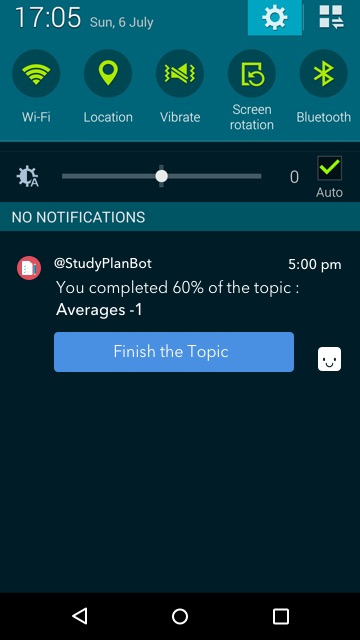 17:05 Sun, 6 July
Wi-Fi Location Vibrate Screen rotation Bluetooth
A 0 Auto
NO NOTIFICATIONS
@StudyPlanBot 5:00 pm
You completed 60% of the topic :
Averages -1
Finish the Topic